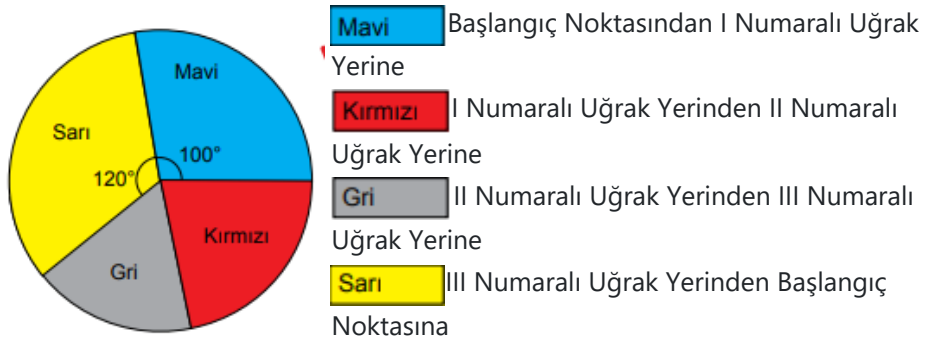 Mavi
Sarı
100°
120°
Kırmızı
Gri
Mavi Başlangıç Noktasından I Numaralı Uğrak
Yerine
Kırmızı I Numaralı Uğrak Yerinden II Numaralı
Uğrak Yerine
Gri II Numaralı Uğrak Yerinden III Numaralı
Uğrak Yerine
Sarı III Numaralı Uğrak Yerinden Başlangıç
Noktasına